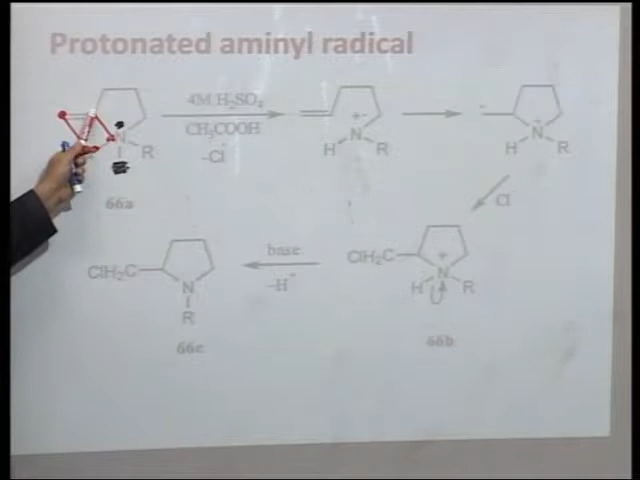 Protonated aminyl radical
4M H₂SO₄
CH₃COOH
-Cl
N R
66a
H N R
H N R
Cl
ClH₂C
N
R
66c
base
-H⁺
ClH₂C
H N R
66b